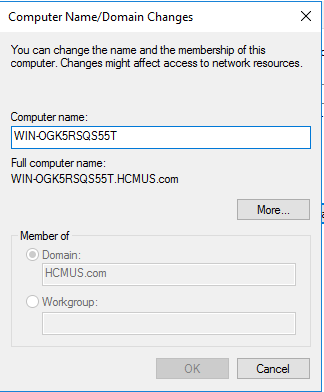 Computer Name/Domain Changes
You can change the name and the membership of this
computer. Changes might affect access to network resources.
Computer name:
WIN-OGK5RSQS55T
Full computer name:
WIN-OGK5RSQS55T.HCMUS.com
More...
Member of
Domain:
HCMUS.com
Workgroup:
OK
Cancel